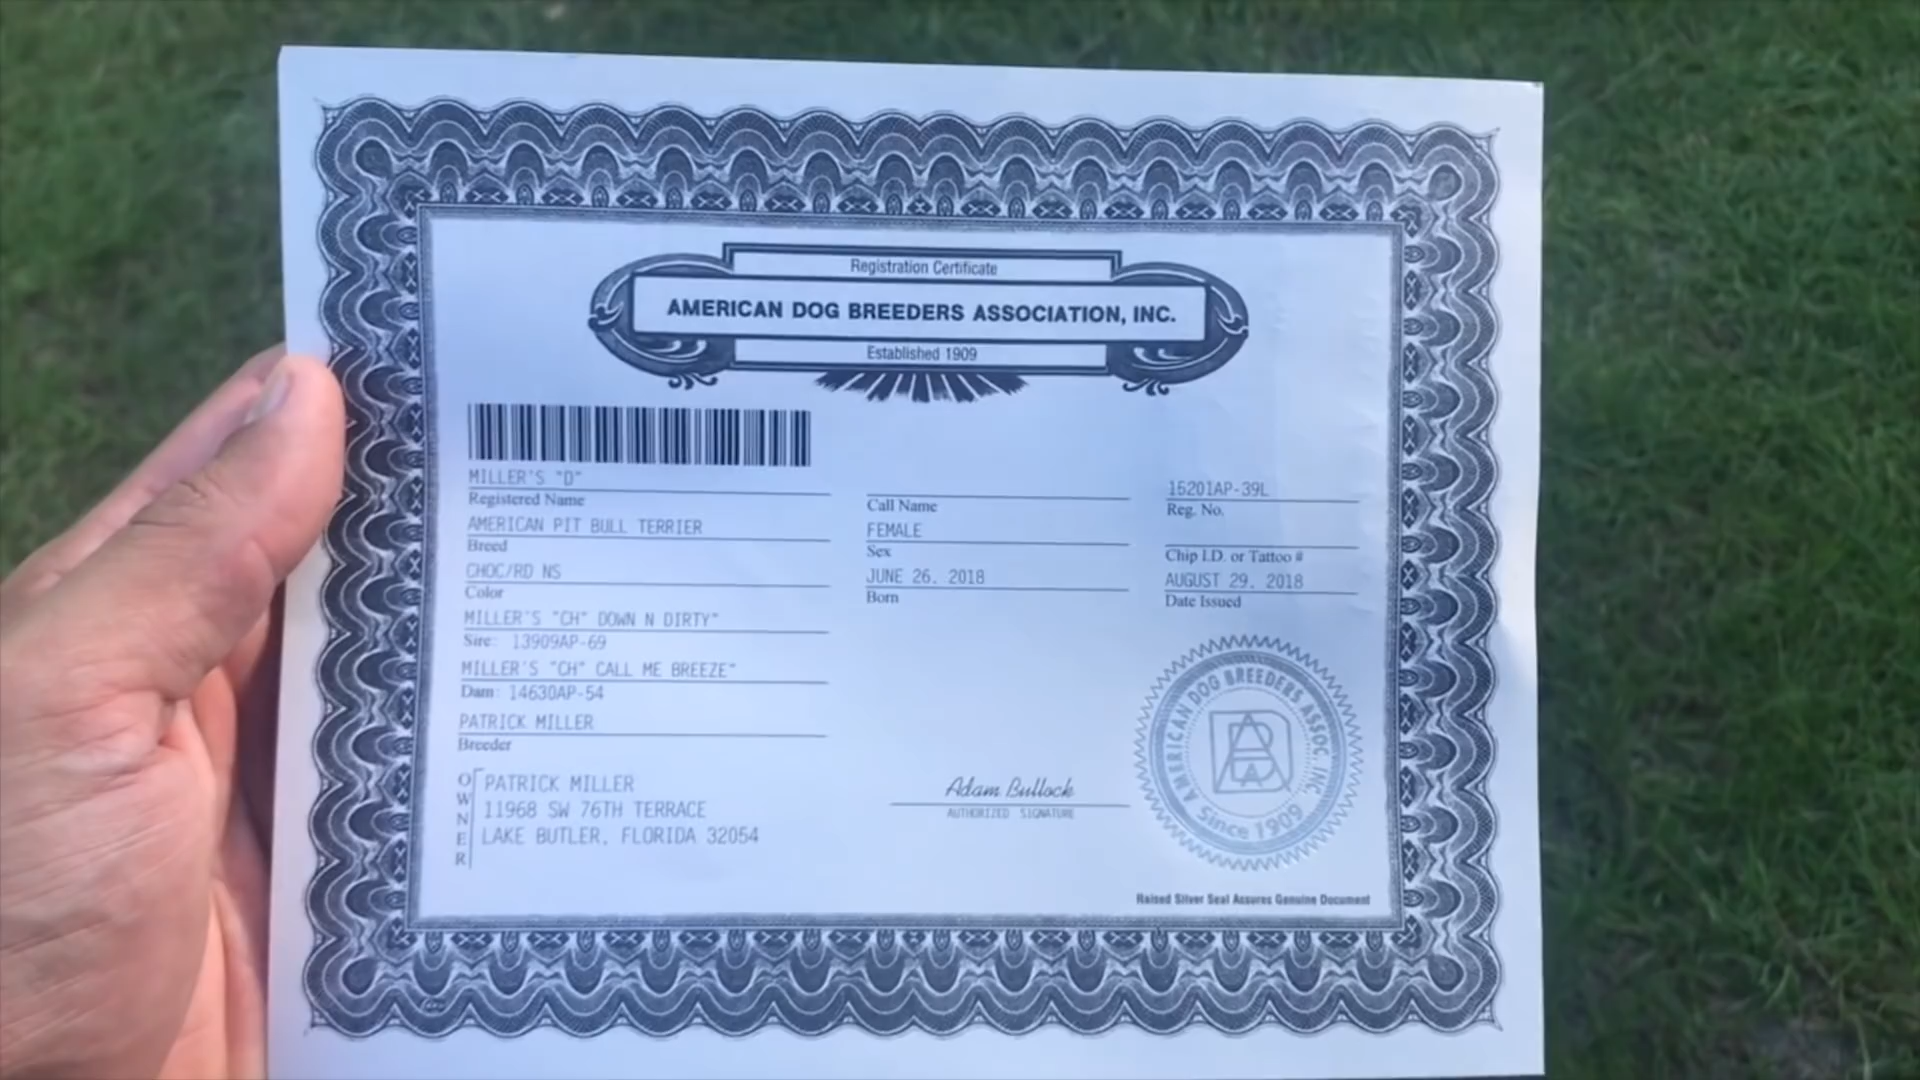 Registration Certificate
AMERICAN DOG BREEDERS ASSOCIATION, INC.
Established 1909
MILLER'S "D"
Registered Name
Call Name
15201AP-39L
Reg. No.
AMERICAN PIT BULL TERRIER
Breed
FEMALE
Sex
Chip I.D. or Tattoo #
CHOC/RD NS
Color
JUNE 26, 2018
Born
AUGUST 29, 2018
Date Issued
MILLER'S "CH" DOWN N DIRTY"
Sire: 13909AP-69
MILLER'S "CH" CALL ME BREEZE"
Dam: 14630AP-54
PATRICK MILLER
Breeder
OWNER
PATRICK MILLER
11968 SW 76TH TERRACE
LAKE BUTLER, FLORIDA 32054
Adam Bullock
AUTHORIZED SIGNATURE
AMERICAN DOG BREEDERS ASSOC. INC.
ADBA
Since 1909
Raised Silver Seal Assures Genuine Document